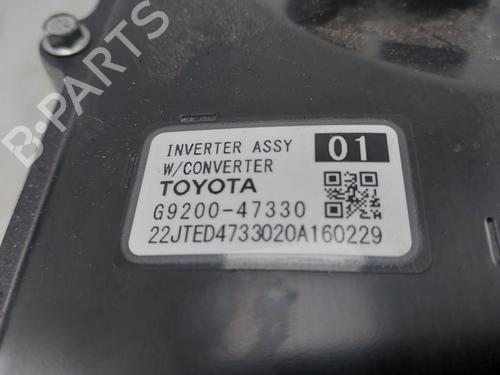 B-PARTS
INVERTER ASSY 01
W/CONVERTER
TOYOTA
G9200-47330
22JTED4733020A160229